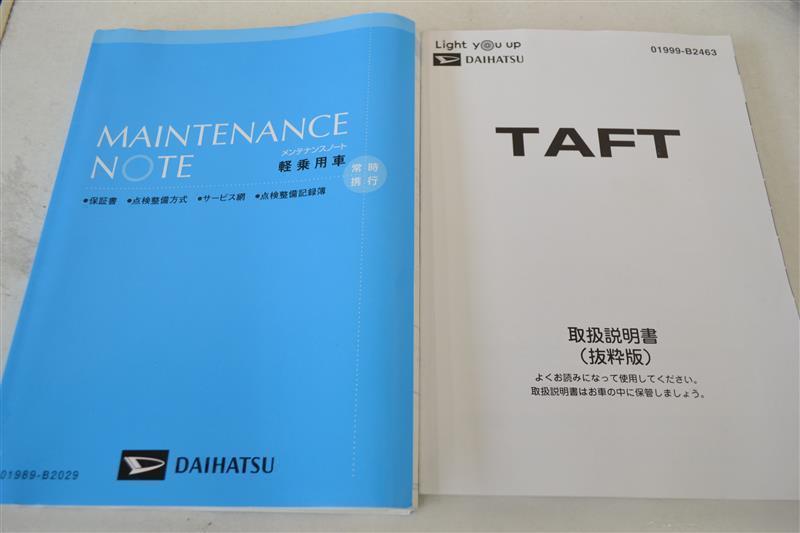 MAINTENANCE
NOTE
メンテナンスノート
軽乗用車
常時
携行
●保証書 ●点検整備方式 ●サービス網 ●点検整備記録簿
DAIHATSU
01989-B2029
Light you up
DAIHATSU
01999-B2463
TAFT
取扱説明書
(抜粋版)
よくお読みになって使用してください。
取扱説明書はお車の中に保管しましょう。